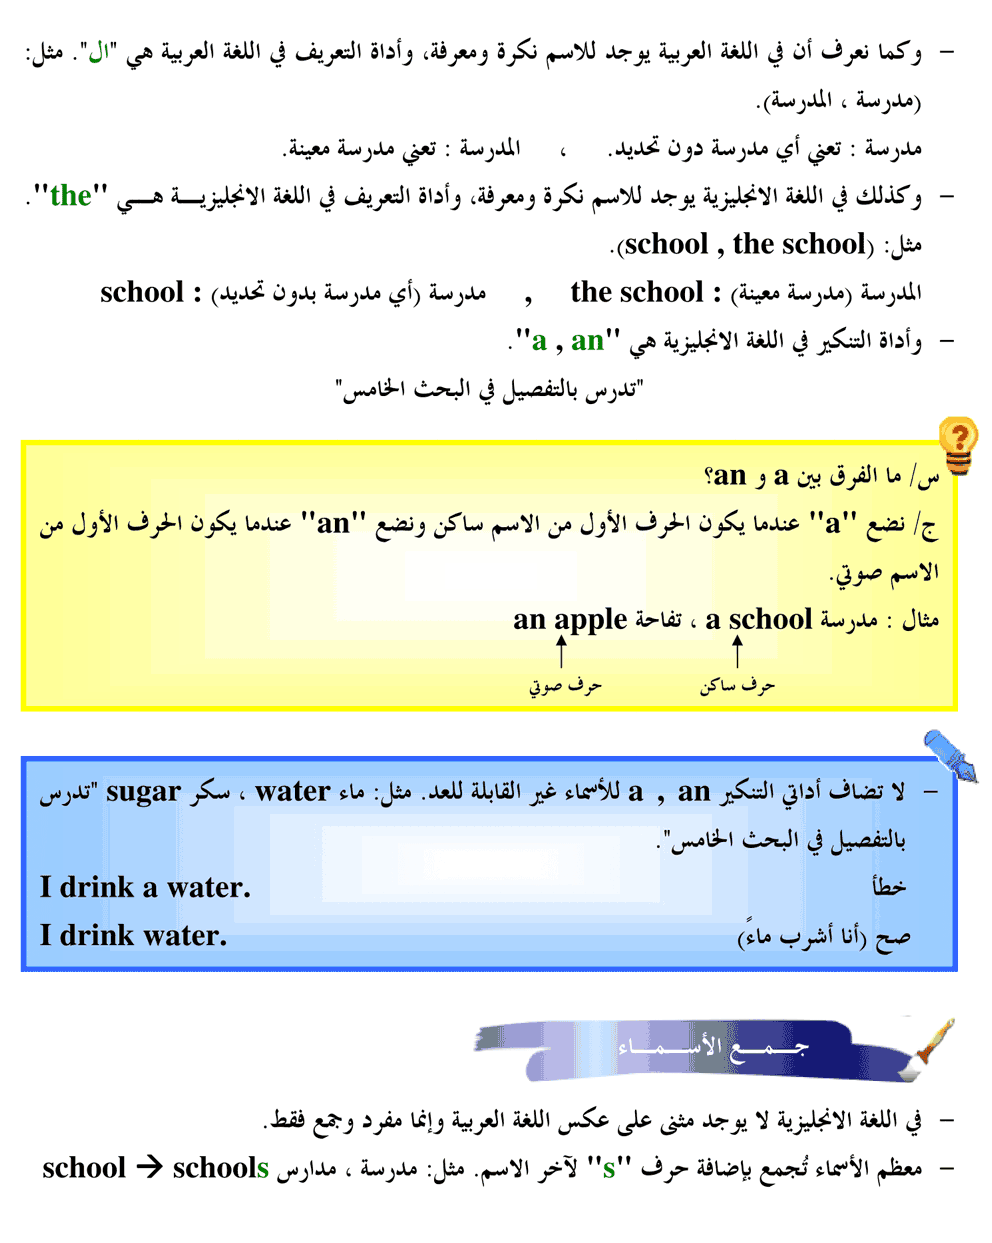 – وكما نعرف أن في اللغة العربية يوجد للاسم نكرة ومعرفة، وأداة التعريف في اللغة العربية هي "ال". مثل:
(مدرسة ، المدرسة).
مدرسة : تعني أي مدرسة دون تحديد. ، المدرسة : تعني مدرسة معينة.
– وكذلك في اللغة الانجليزية يوجد للاسم نكرة ومعرفة، وأداة التعريف في اللغة الانجليزيـــة هـــي "the".
مثل: (school , the school).
المدرسة (مدرسة معينة) : the school , مدرسة (أي مدرسة بدون تحديد) : school
– وأداة التنكير في اللغة الانجليزية هي "a , an".
"تدرس بالتفصيل في البحث الخامس"
س/ ما الفرق بين a و an؟
ج/ نضع "a" عندما يكون الحرف الأول من الاسم ساكن ونضع "an" عندما يكون الحرف الأول من
الاسم صوتي.
مثال : مدرسة a school ، تفاحة an apple
حرف ساكن حرف صوتي
– لا تضاف أداتي التنكير a , an للأسماء غير القابلة للعد. مثل: ماء water ، سكر sugar "تدرس
بالتفصيل في البحث الخامس".
خطأ I drink a water.
صح (أنا أشرب ماءً) I drink water.
جـــمـــع الأســـمـــاء
– في اللغة الانجليزية لا يوجد مثنى على عكس اللغة العربية وإنما مفرد وجمع فقط.
– معظم الأسماء تُجمع بإضافة حرف "s" لآخر الاسم. مثل: مدرسة ، مدارس school → schools